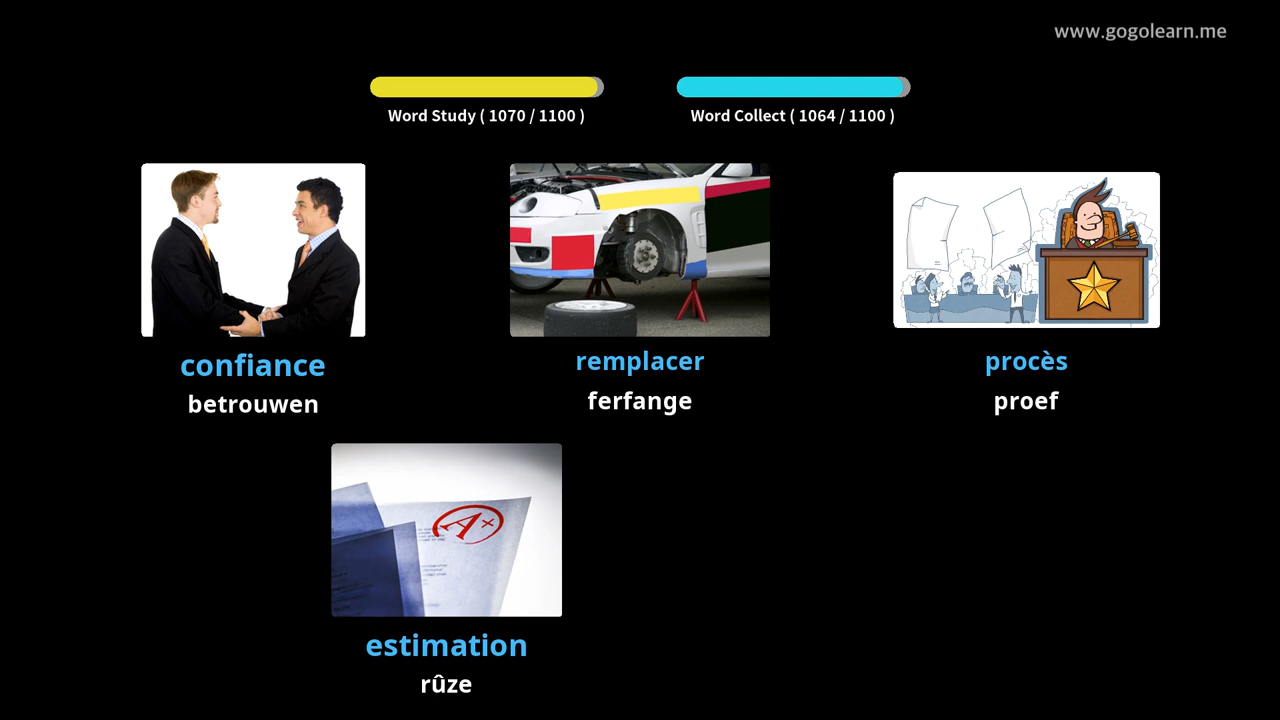 www.gogolearn.me
Word Study ( 1070 / 1100 )
Word Collect ( 1064 / 1100 )
confiance
betrouwen
remplacer
ferfange
procès
proef
A+
estimation
rûze